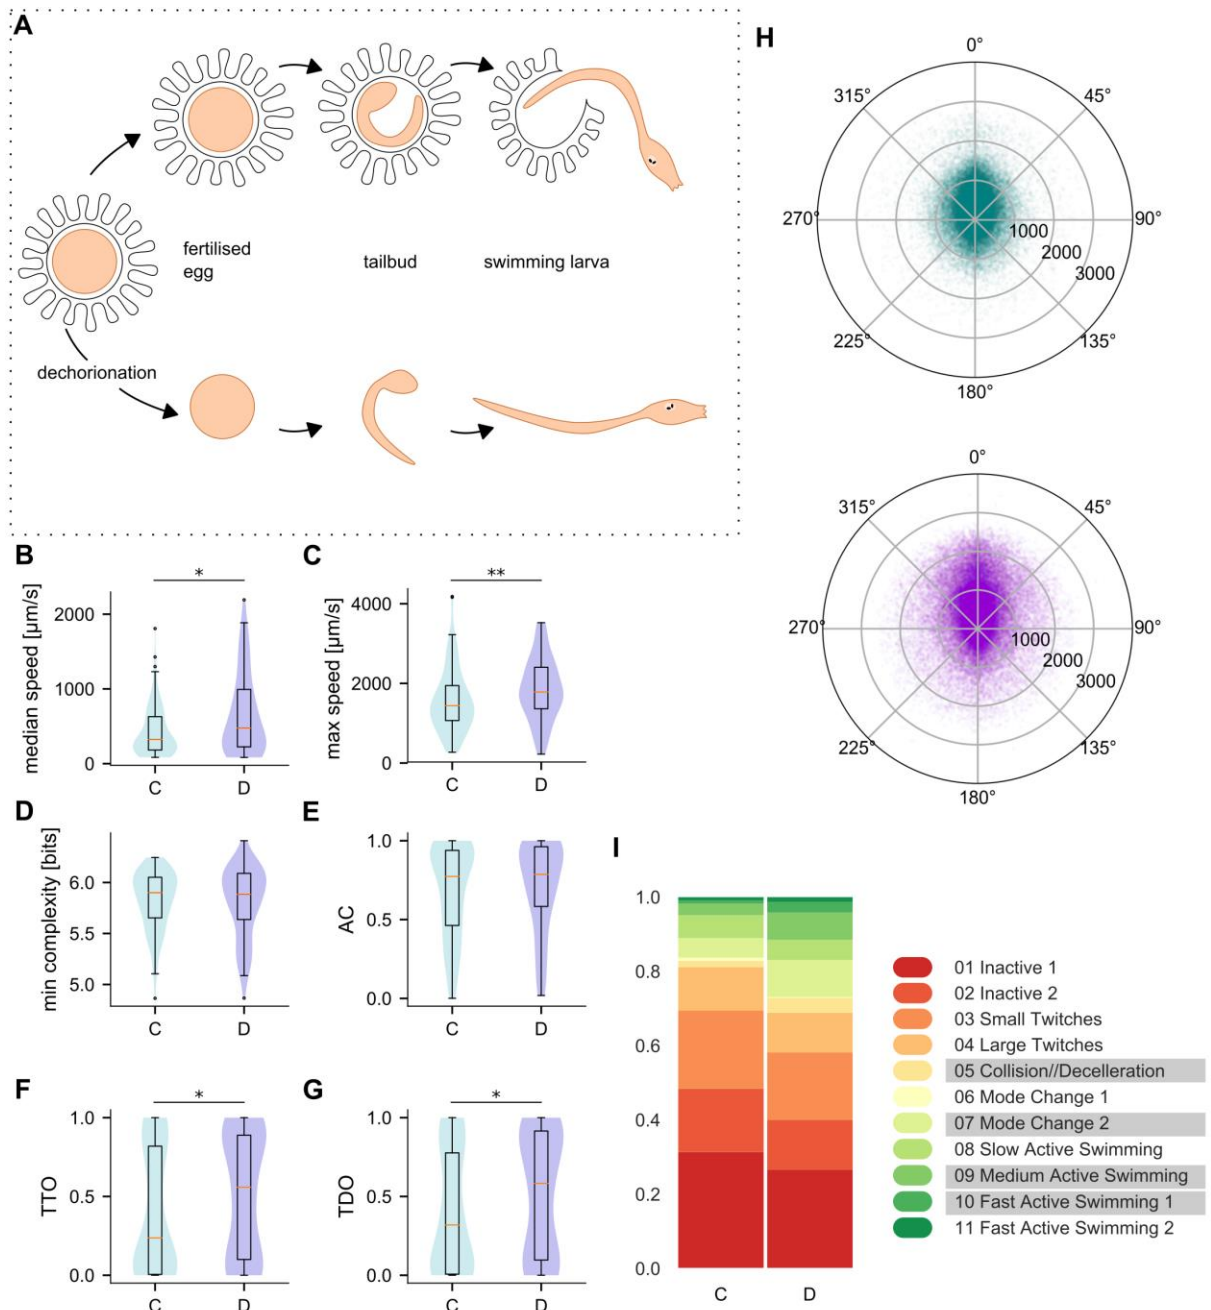 A
fertilised
egg
tailbud
swimming larva
dechorionation
B
*
median speed [μm/s]
2000
1000
0
C
D
C
**
max speed [μm/s]
4000
2000
0
C
D
D
min complexity [bits]
6.0
5.5
5.0
C
D
E
AC
1.0
0.5
0.0
C
D
F
*
TTO
1.0
0.5
0.0
C
D
G
*
TDO
1.0
0.5
0.0
C
D
H
0°
315°
45°
270°
90°
1000
2000
3000
225°
135°
180°
0°
315°
45°
270°
90°
1000
2000
3000
225°
135°
180°
I
1.0
0.8
0.6
0.4
0.2
0.0
C
D
01 Inactive 1
02 Inactive 2
03 Small Twitches
04 Large Twitches
05 Collision//Decelleration
06 Mode Change 1
07 Mode Change 2
08 Slow Active Swimming
09 Medium Active Swimming
10 Fast Active Swimming 1
11 Fast Active Swimming 2